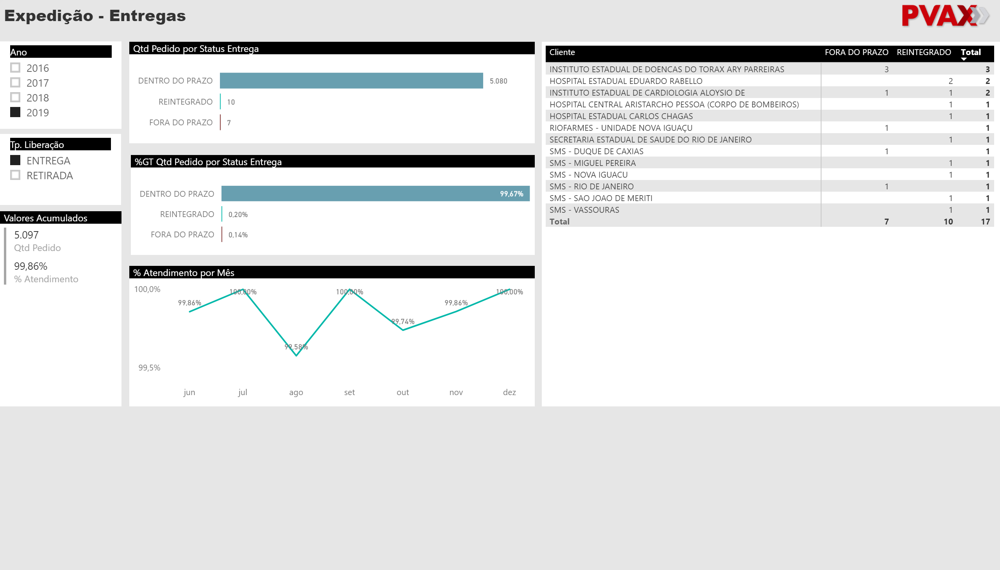 Expedição - Entregas
PVAX
Ano
2016
2017
2018
2019
Tp. Liberação
ENTREGA
RETIRADA
Valores Acumulados
5.097
Qtd Pedido
99,86%
% Atendimento
Qtd Pedido por Status Entrega
DENTRO DO PRAZO 5.080
REINTEGRADO 10
FORA DO PRAZO 7
%GT Qtd Pedido por Status Entrega
DENTRO DO PRAZO 99,67%
REINTEGRADO 0,20%
FORA DO PRAZO 0,14%
% Atendimento por Mês
100,0%
99,5%
99,86%
100,00%
99,58%
100,00%
99,74%
99,86%
100,00%
jun jul ago set out nov dez
Cliente FORA DO PRAZO REINTEGRADO Total
INSTITUTO ESTADUAL DE DOENCAS DO TORAX ARY PARREIRAS 3 3
HOSPITAL ESTADUAL EDUARDO RABELLO 2 2
INSTITUTO ESTADUAL DE CARDIOLOGIA ALOYSIO DE 1 1 2
HOSPITAL CENTRAL ARISTARCHO PESSOA (CORPO DE BOMBEIROS) 1 1
HOSPITAL ESTADUAL CARLOS CHAGAS 1 1
RIOFARMES - UNIDADE NOVA IGUAÇU 1 1
SECRETARIA ESTADUAL DE SAUDE DO RIO DE JANEIRO 1 1
SMS - DUQUE DE CAXIAS 1 1
SMS - MIGUEL PEREIRA 1 1
SMS - NOVA IGUACU 1 1
SMS - RIO DE JANEIRO 1 1
SMS - SAO JOAO DE MERITI 1 1
SMS - VASSOURAS 1 1
Total 7 10 17